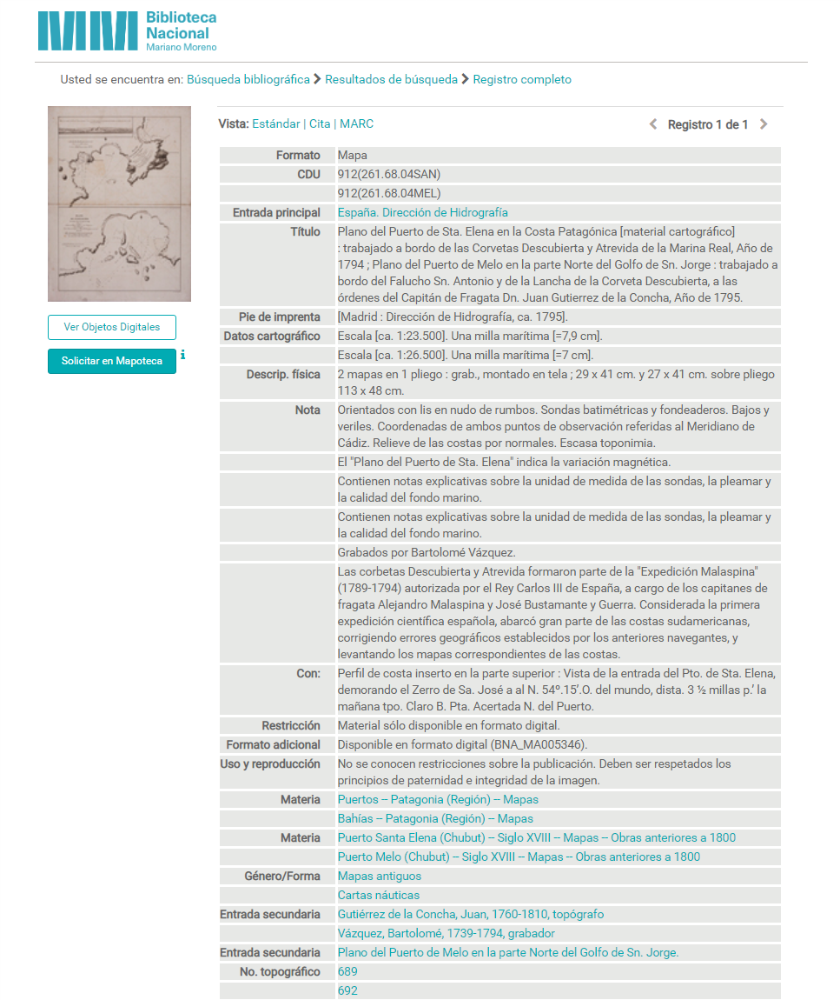 Biblioteca
Nacional
Mariano Moreno
Usted se encuentra en: Búsqueda bibliográfica Resultados de búsqueda Registro completo
Ver Objetos Digitales
Solicitar en Mapoteca i
Vista: Estándar | Cita | MARC
Registro 1 de 1
Formato Mapa
CDU 912(261.68.04SAN)
912(261.68.04MEL)
Entrada principal España. Dirección de Hidrografía
Título Plano del Puerto de Sta. Elena en la Costa Patagónica [material cartográfico]
: trabajado a bordo de las Corvetas Descubierta y Atrevida de la Marina Real, Año de
1794 ; Plano del Puerto de Melo en la parte Norte del Golfo de Sn. Jorge : trabajado a
bordo del Falucho Sn. Antonio y de la Lancha de la Corveta Descubierta, a las
órdenes del Capitán de Fragata Dn. Juan Gutierrez de la Concha, Año de 1795.
Pie de imprenta [Madrid : Dirección de Hidrografía, ca. 1795].
Datos cartográfico Escala [ca. 1:23.500]. Una milla marítima [=7,9 cm].
Escala [ca. 1:26.500]. Una milla marítima [=7 cm].
Descrip. física 2 mapas en 1 pliego : grab., montado en tela ; 29 x 41 cm. y 27 x 41 cm. sobre pliego
113 x 48 cm.
Nota Orientados con lis en nudo de rumbos. Sondas batimétricas y fondeaderos. Bajos y
veriles. Coordenadas de ambos puntos de observación referidas al Meridiano de
Cádiz. Relieve de las costas por normales. Escasa toponimia.
El "Plano del Puerto de Sta. Elena" indica la variación magnética.
Contienen notas explicativas sobre la unidad de medida de las sondas, la pleamar y
la calidad del fondo marino.
Contienen notas explicativas sobre la unidad de medida de las sondas, la pleamar y
la calidad del fondo marino.
Grabados por Bartolomé Vázquez.
Las corbetas Descubierta y Atrevida formaron parte de la "Expedición Malaspina"
(1789-1794) autorizada por el Rey Carlos III de España, a cargo de los capitanes de
fragata Alejandro Malaspina y José Bustamante y Guerra. Considerada la primera
expedición científica española, abarcó gran parte de las costas sudamericanas,
corrigiendo errores geográficos establecidos por los anteriores navegantes, y
levantando los mapas correspondientes de las costas.
Con: Perfil de costa inserto en la parte superior : Vista de la entrada del Pto. de Sta. Elena,
demorando el Zerro de Sa. José a al N. 54º.15’.O. del mundo, dista. 3 ½ millas p.’ la
mañana tpo. Claro B. Pta. Acertada N. del Puerto.
Restricción Material sólo disponible en formato digital.
Formato adicional Disponible en formato digital (BNA_MA005346).
Uso y reproducción No se conocen restricciones sobre la publicación. Deben ser respetados los
principios de paternidad e integridad de la imagen.
Materia Puertos -- Patagonia (Región) -- Mapas
Bahías -- Patagonia (Región) -- Mapas
Materia Puerto Santa Elena (Chubut) -- Siglo XVIII -- Mapas -- Obras anteriores a 1800
Puerto Melo (Chubut) -- Siglo XVIII -- Mapas -- Obras anteriores a 1800
Género/Forma Mapas antiguos
Cartas náuticas
Entrada secundaria Gutiérrez de la Concha, Juan, 1760-1810, topógrafo
Vázquez, Bartolomé, 1739-1794, grabador
Entrada secundaria Plano del Puerto de Melo en la parte Norte del Golfo de Sn. Jorge.
No. topográfico 689
692